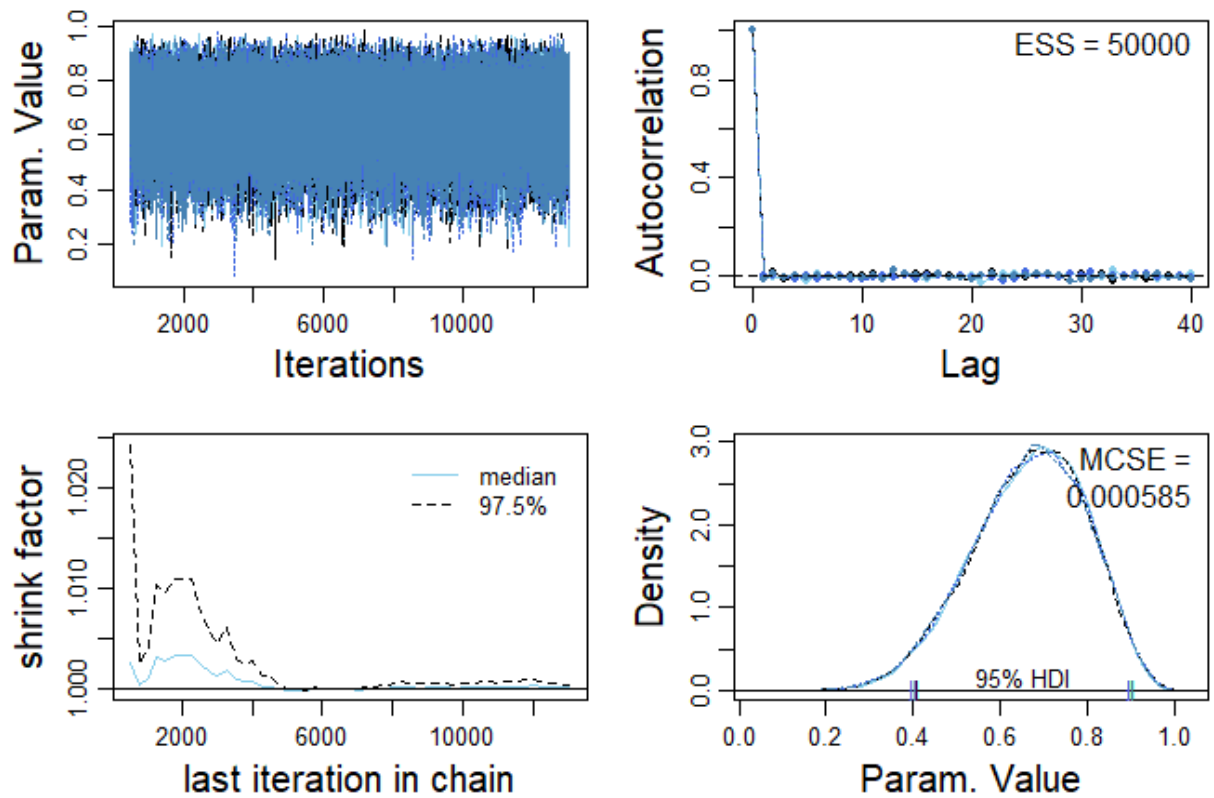 Param. Value
0.2 0.4 0.6 0.8 1.0
2000 6000 10000
Iterations
Autocorrelation
0.0 0.4 0.8
ESS = 50000
0 10 20 30 40
Lag
shrink factor
1.000 1.010 1.020
median
97.5%
2000 6000 10000
last iteration in chain
Density
0.0 1.0 2.0 3.0
MCSE =
0.000585
95% HDI
0.0 0.2 0.4 0.6 0.8 1.0
Param. Value